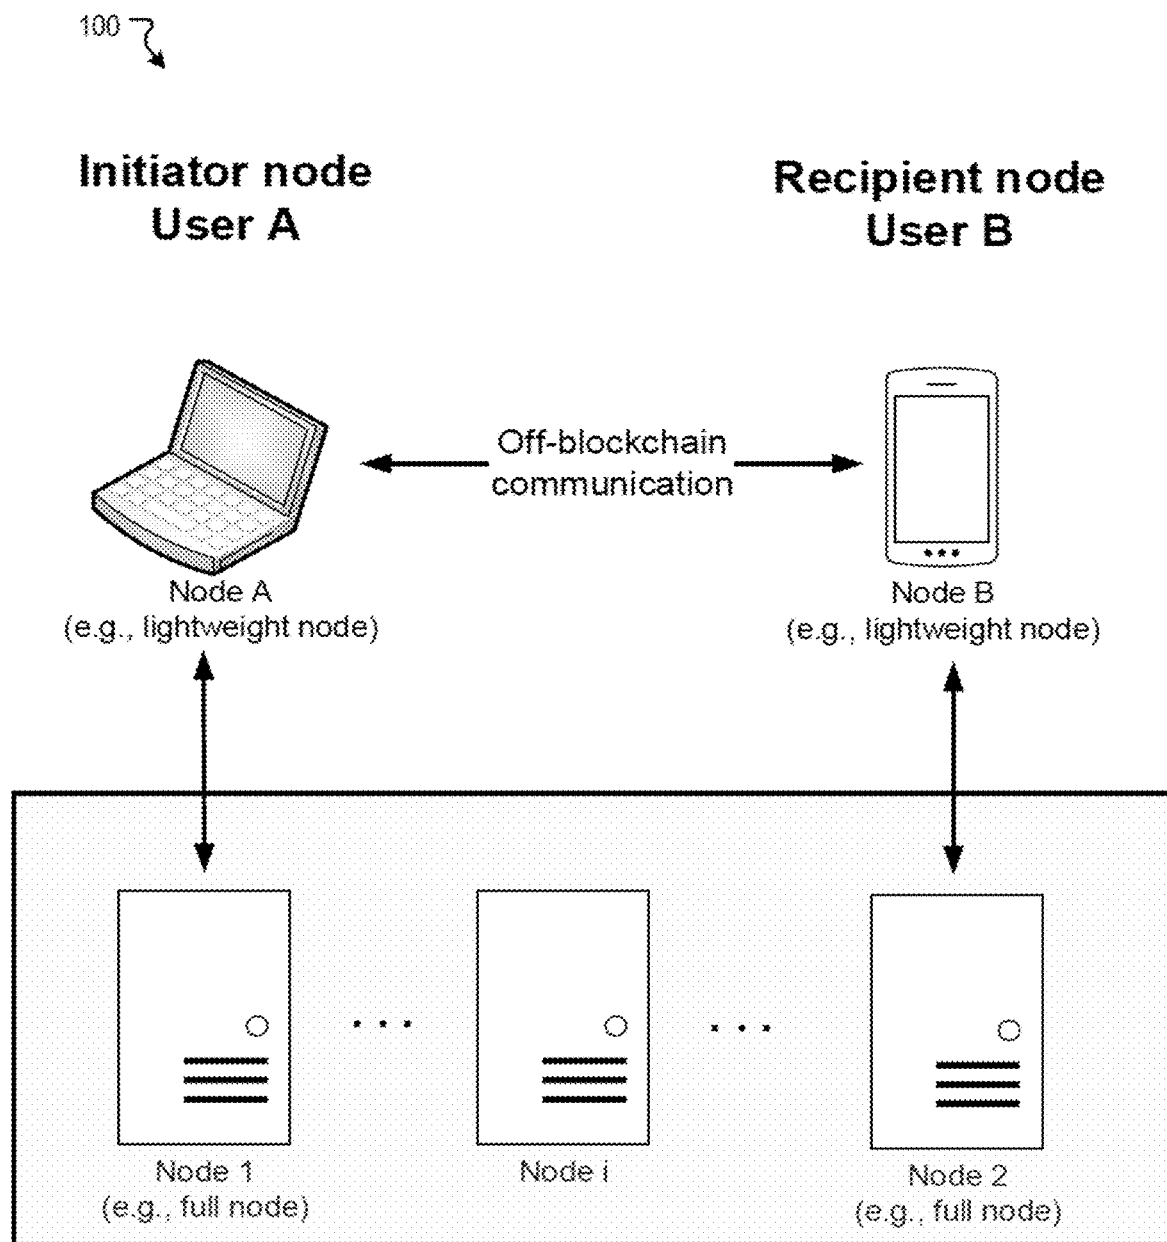 100
Initiator node
User A
Recipient node
User B
Off-blockchain
communication
Node A
(e.g., lightweight node)
Node B
(e.g., lightweight node)
Node 1
(e.g., full node)
Node i
Node 2
(e.g., full node)